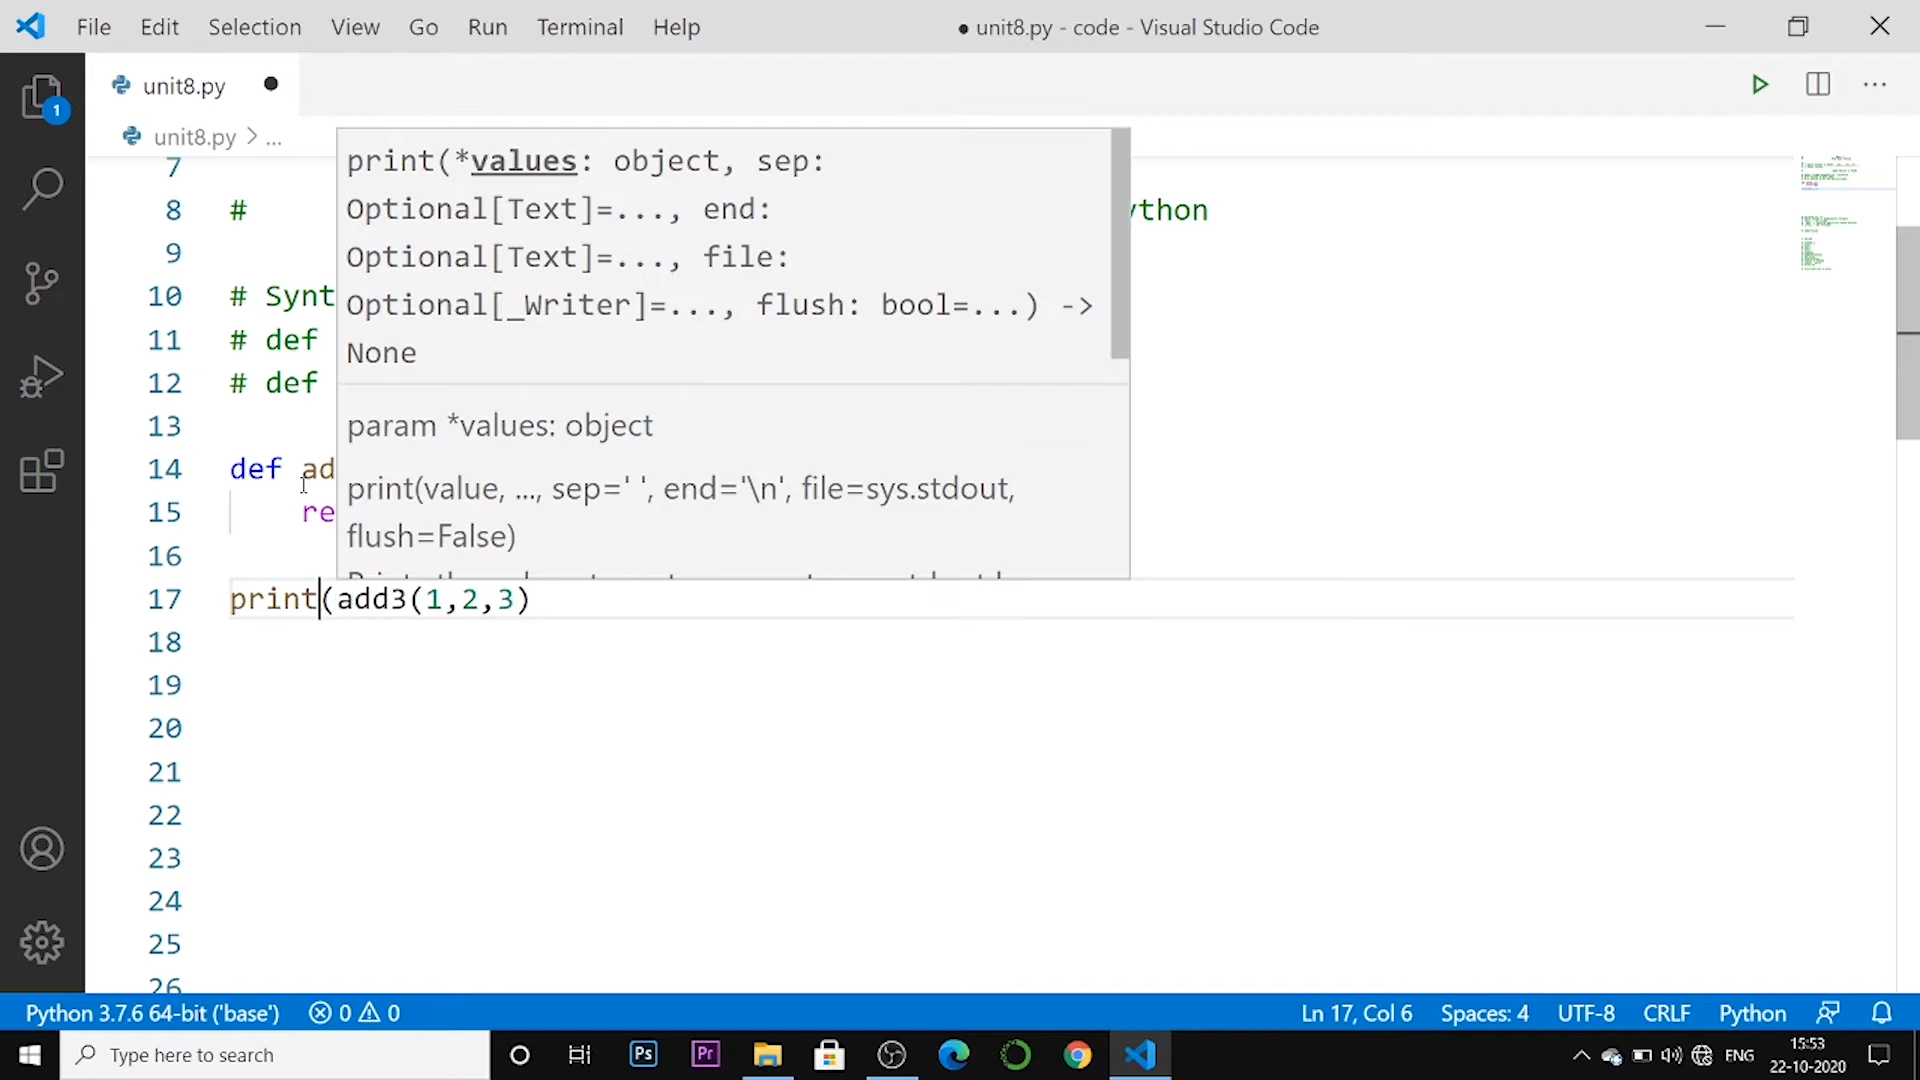 File Edit Selection View Go Run Terminal Help
● unit8.py - code - Visual Studio Code
unit8.py ●
unit8.py > ...
print(*values: object, sep:
Optional[Text]=..., end:
Optional[Text]=..., file:
Optional[_Writer]=..., flush: bool=...) ->
None
param *values: object
print(value, ..., sep=' ', end='\n', file=sys.stdout,
flush=False)
7
8 # ython
9
10 # Synt
11 # def
12 # def
13
14 def ad
15 re
16
17 print(add3(1,2,3)
18
19
20
21
22
23
24
25
26
1
Python 3.7.6 64-bit ('base') 0 0
Ln 17, Col 6 Spaces: 4 UTF-8 CRLF Python
Type here to search
Ps Pr
ENG
15:53
22-10-2020